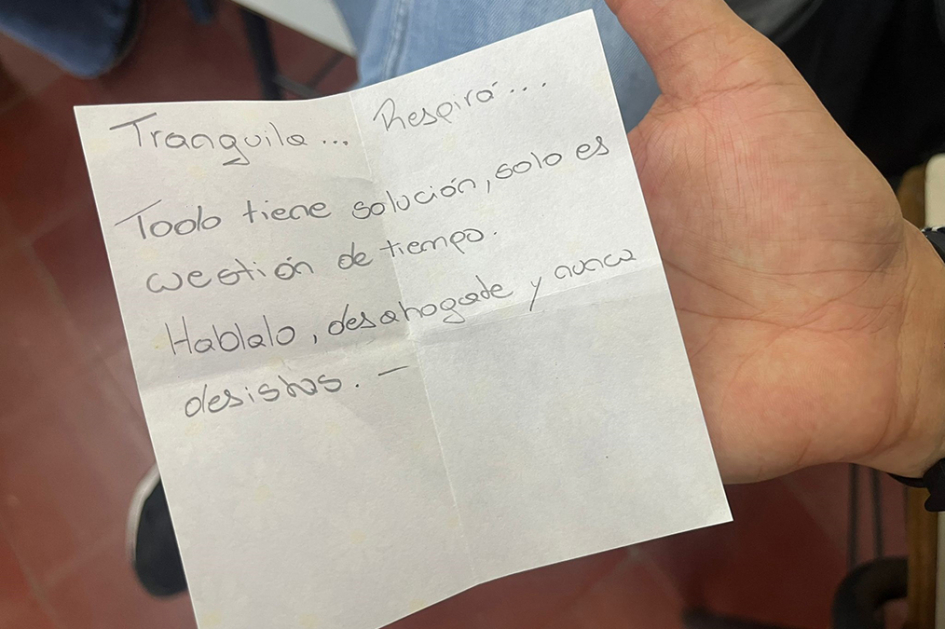 Tranquila... Respirá...
Todo tiene solución, solo es
cuestión de tiempo.
Hablalo, desahogate y nunca
desistas. —